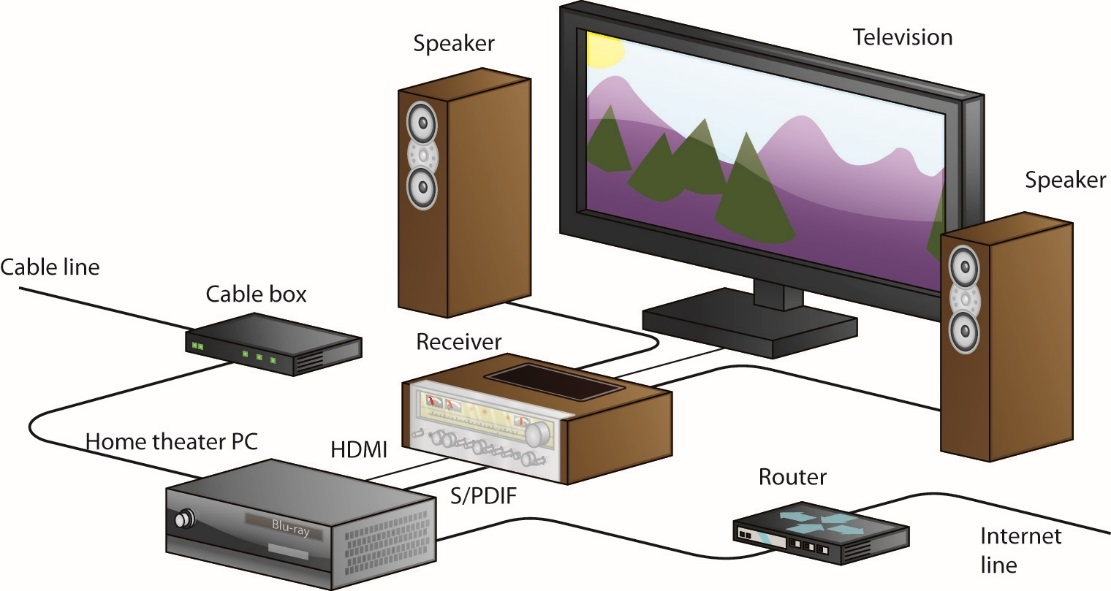 Speaker
Television
Speaker
Cable line
Cable box
Receiver
Home theater PC
HDMI
S/PDIF
Blu-ray
Router
Internet
line